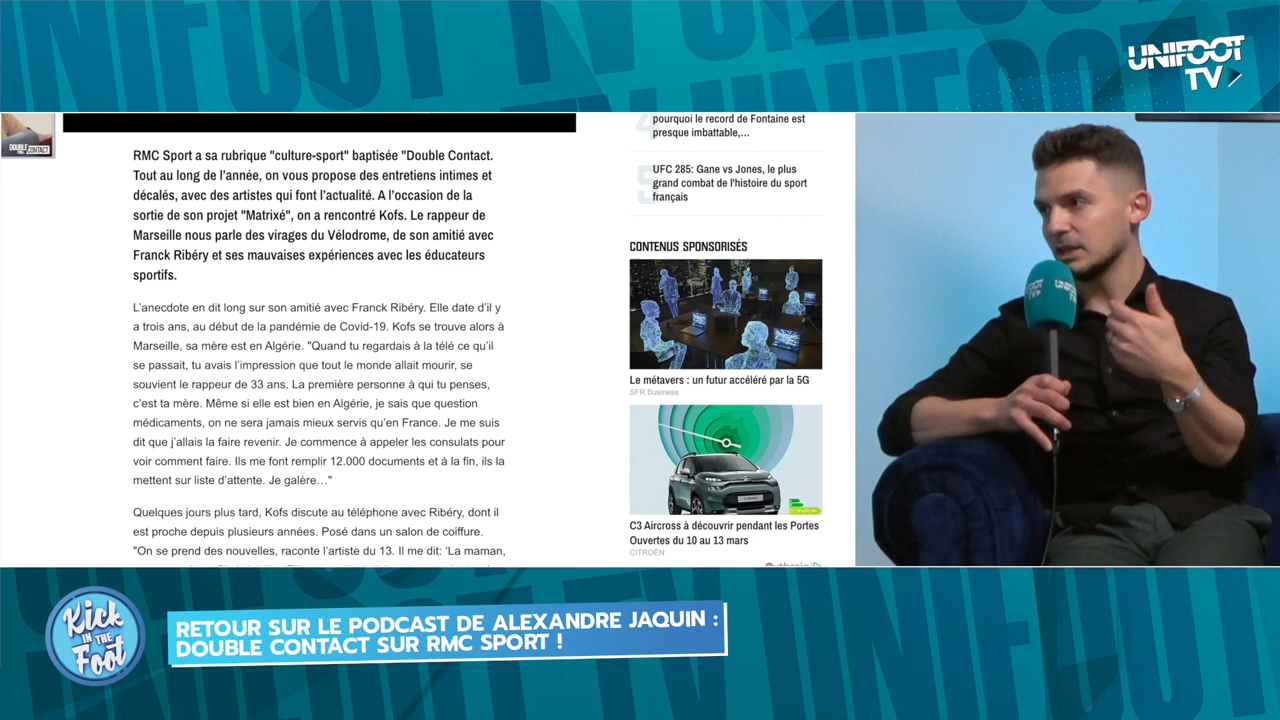 UNIFOOT
TV
DOUBLE CONTACT
RMC Sport a sa rubrique "culture-sport" baptisée "Double Contact.
Tout au long de l'année, on vous propose des entretiens intimes et
décalés, avec des artistes qui font l'actualité. A l'occasion de la
sortie de son projet "Matrixé", on a rencontré Kofs. Le rappeur de
Marseille nous parle des virages du Vélodrome, de son amitié avec
Franck Ribéry et ses mauvaises expériences avec les éducateurs
sportifs.
L'anecdote en dit long sur son amitié avec Franck Ribéry. Elle date d'il y
a trois ans, au début de la pandémie de Covid-19. Kofs se trouve alors à
Marseille, sa mère est en Algérie. "Quand tu regardais à la télé ce qu'il
se passait, tu avais l'impression que tout le monde allait mourir, se
souvient le rappeur de 33 ans. La première personne à qui tu penses,
c'est ta mère. Même si elle est bien en Algérie, je sais que question
médicaments, on ne sera jamais mieux servis qu'en France. Je me suis
dit que j'allais la faire revenir. Je commence à appeler les consulats pour
voir comment faire. Ils me font remplir 12.000 documents et à la fin, ils la
mettent sur liste d'attente. Je galère…"
Quelques jours plus tard, Kofs discute au téléphone avec Ribéry, dont il
est proche depuis plusieurs années. Posé dans un salon de coiffure.
"On se prend des nouvelles, raconte l'artiste du 13. Il me dit: 'La maman,
4
pourquoi le record de Fontaine est
presque imbattable,…
5
UFC 285: Gane vs Jones, le plus
grand combat de l'histoire du sport
français
CONTENUS SPONSORISÉS
Le métavers : un futur accéléré par la 5G
SFR Business
C3 Aircross à découvrir pendant les Portes
Ouvertes du 10 au 13 mars
CITROËN
UNIFOOT
TV
UNIFOOT
TV
Kick
IN THE
Foot
RETOUR SUR LE PODCAST DE ALEXANDRE JAQUIN :
DOUBLE CONTACT SUR RMC SPORT !